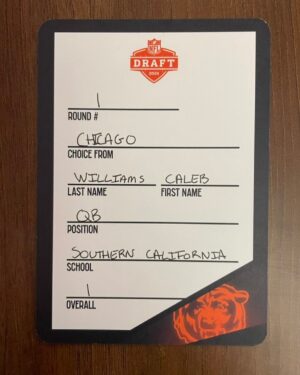 NFL
DRAFT
1
ROUND #
CHICAGO
CHOICE FROM
WILLIAMS CALEB
LAST NAME FIRST NAME
QB
POSITION
SOUTHERN CALIFORNIA
SCHOOL
1
OVERALL